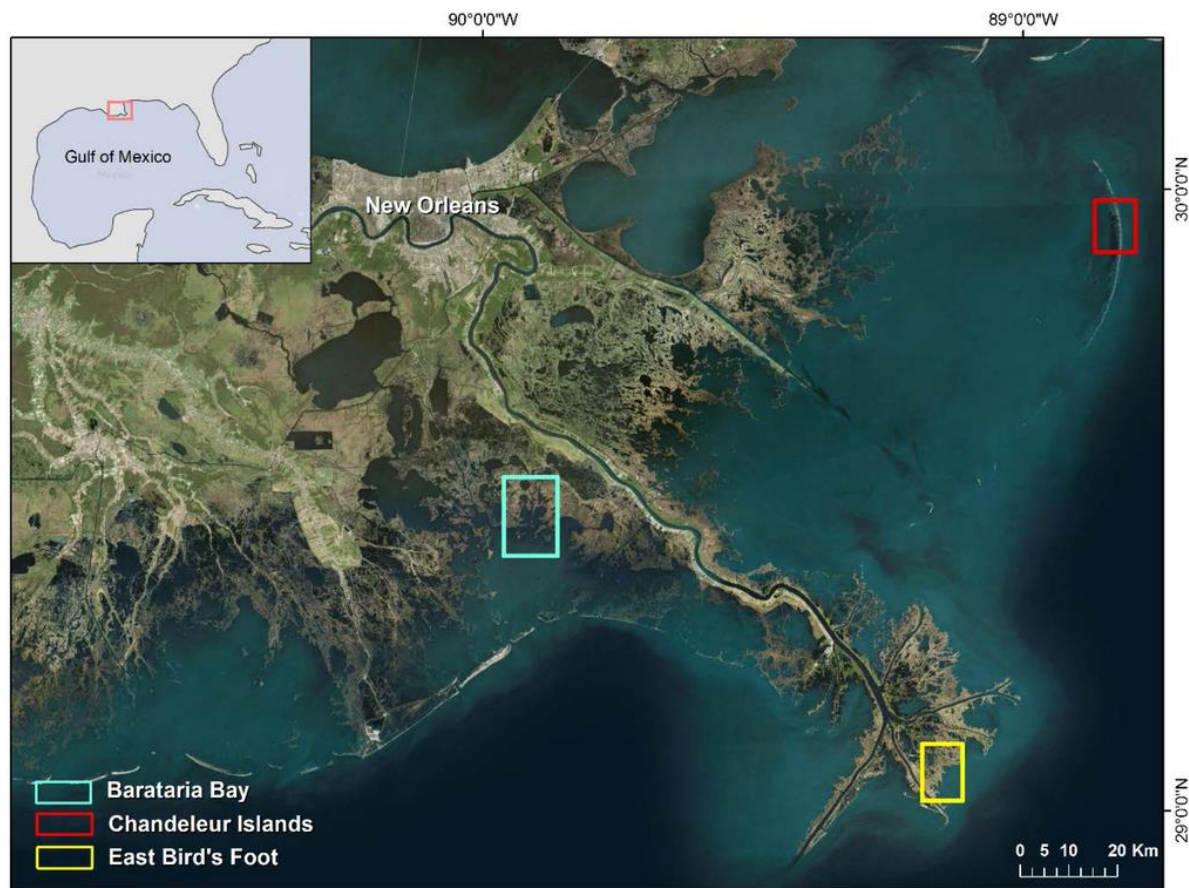 90°0'0"W
89°0'0"W
Gulf of Mexico
New Orleans
30°0'0"N
29°0'0"N
Barataria Bay
Chandeleur Islands
East Bird's Foot
0 5 10 20 Km